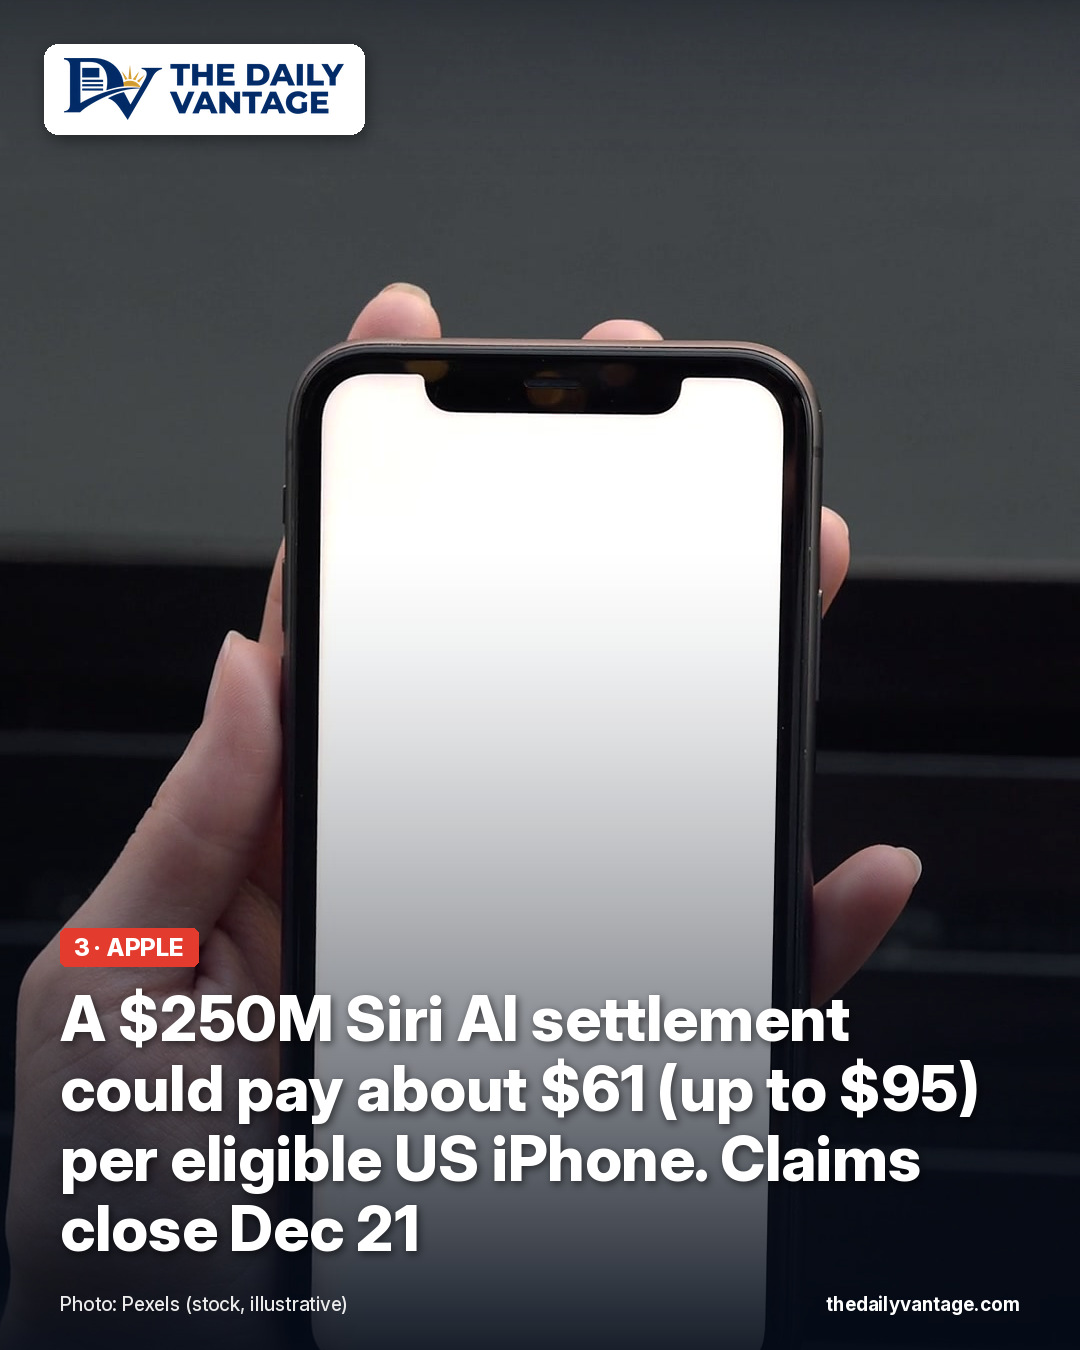 THE DAILY
VANTAGE
3 · APPLE
A $250M Siri AI settlement
could pay about $61 (up to $95)
per eligible US iPhone. Claims
close Dec 21
Photo: Pexels (stock, illustrative)
thedailyvantage.com